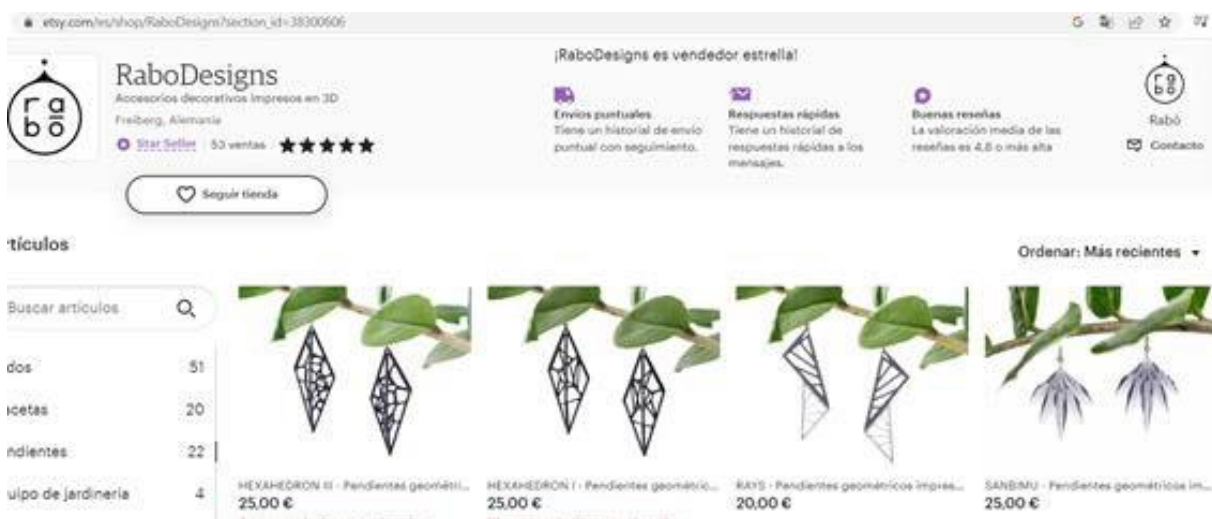 etsy.com/es/shop/RaboDesigns?section_id=38300606
rabo
RaboDesigns
Accesorios decorativos impresos en 3D
Freiberg, Alemania
Star Seller 53 ventas
Seguir tienda
¡RaboDesigns es vendedor estrella!
Envíos puntuales
Tiene un historial de envío
puntual con seguimiento.
Respuestas rápidas
Tiene un historial de
respuestas rápidas a los
mensajes.
Buenas reseñas
La valoración media de las
reseñas es 4,8 o más alta
rabo
Rabó
Contacto
rtículos
Ordenar: Más recientes
Buscar artículos
dos 51
acetas 20
ndientes 22
uipo de jardinería 4
HEXAHEDRON III - Pendientes geométri...
25,00 €
HEXAHEDRON I - Pendientes geométric...
25,00 €
RAYS - Pendientes geométricos impres...
20,00 €
SANBIMU - Pendientes geométricos im...
25,00 €